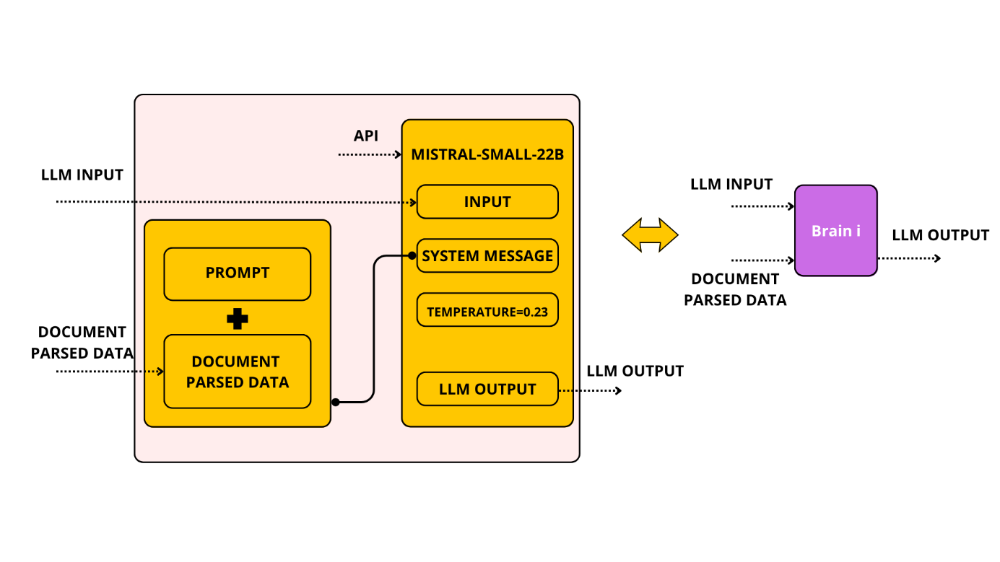 API
MISTRAL-SMALL-22B
LLM INPUT
INPUT
SYSTEM MESSAGE
PROMPT
TEMPERATURE=0.23
DOCUMENT
PARSED DATA
DOCUMENT
PARSED DATA
LLM OUTPUT
LLM OUTPUT
LLM INPUT
Brain i
LLM OUTPUT
DOCUMENT
PARSED DATA